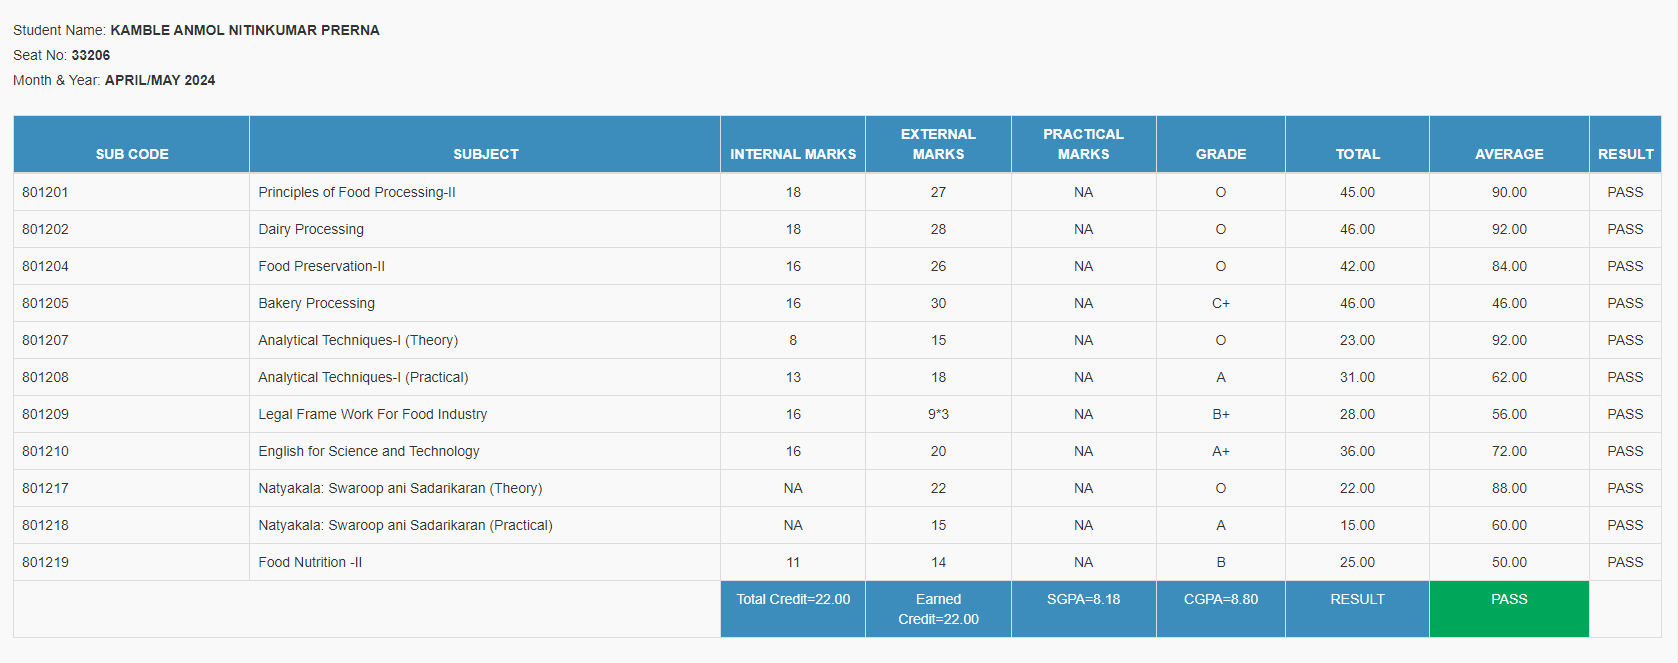 Student Name: KAMBLE ANMOL NITINKUMAR PRERNA
Seat No: 33206
Month & Year: APRIL/MAY 2024
SUB CODE SUBJECT INTERNAL MARKS EXTERNAL MARKS PRACTICAL MARKS GRADE TOTAL AVERAGE RESULT
801201 Principles of Food Processing-II 18 27 NA O 45.00 90.00 PASS
801202 Dairy Processing 18 28 NA O 46.00 92.00 PASS
801204 Food Preservation-II 16 26 NA O 42.00 84.00 PASS
801205 Bakery Processing 16 30 NA C+ 46.00 46.00 PASS
801207 Analytical Techniques-I (Theory) 8 15 NA O 23.00 92.00 PASS
801208 Analytical Techniques-I (Practical) 13 18 NA A 31.00 62.00 PASS
801209 Legal Frame Work For Food Industry 16 9*3 NA B+ 28.00 56.00 PASS
801210 English for Science and Technology 16 20 NA A+ 36.00 72.00 PASS
801217 Natyakala: Swaroop ani Sadarikaran (Theory) NA 22 NA O 22.00 88.00 PASS
801218 Natyakala: Swaroop ani Sadarikaran (Practical) NA 15 NA A 15.00 60.00 PASS
801219 Food Nutrition -II 11 14 NA B 25.00 50.00 PASS
Total Credit=22.00 Earned Credit=22.00 SGPA=8.18 CGPA=8.80 RESULT PASS